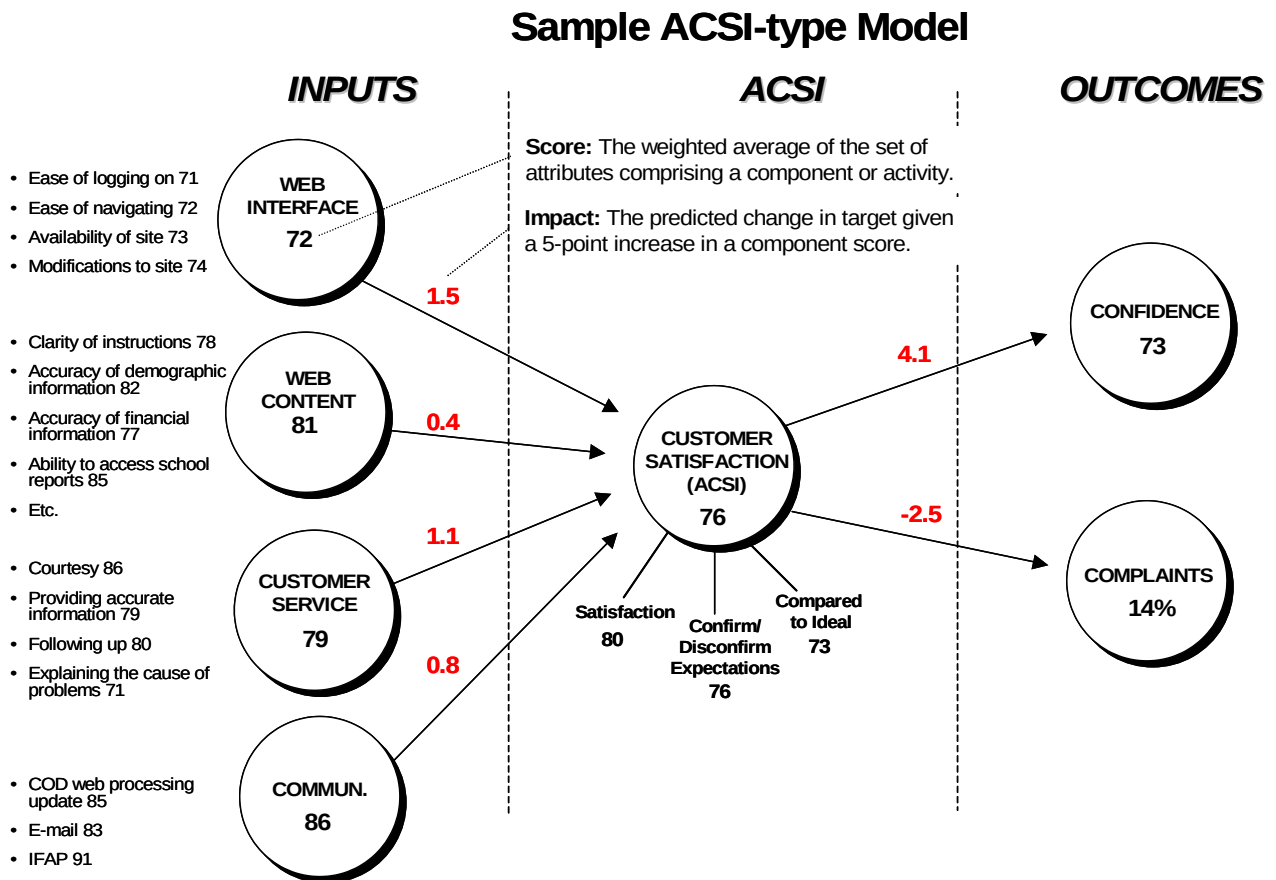 Sample ACSI-type Model
INPUTS
ACSI
OUTCOMES
Score: The weighted average of the set of
attributes comprising a component or activity.
Impact: The predicted change in target given
a 5-point increase in a component score.
• Ease of logging on 71
• Ease of navigating 72
• Availability of site 73
• Modifications to site 74
WEB
INTERFACE
72
1.5
• Clarity of instructions 78
• Accuracy of demographic
information 82
• Accuracy of financial
information 77
• Ability to access school
reports 85
• Etc.
WEB
CONTENT
81
0.4
• Courtesy 86
• Providing accurate
information 79
• Following up 80
• Explaining the cause of
problems 71
CUSTOMER
SERVICE
79
1.1
• COD web processing
update 85
• E-mail 83
• IFAP 91
COMMUN.
86
0.8
CUSTOMER
SATISFACTION
(ACSI)
76
Satisfaction
80
Confirm/
Disconfirm
Expectations
76
Compared
to Ideal
73
4.1
CONFIDENCE
73
-2.5
COMPLAINTS
14%